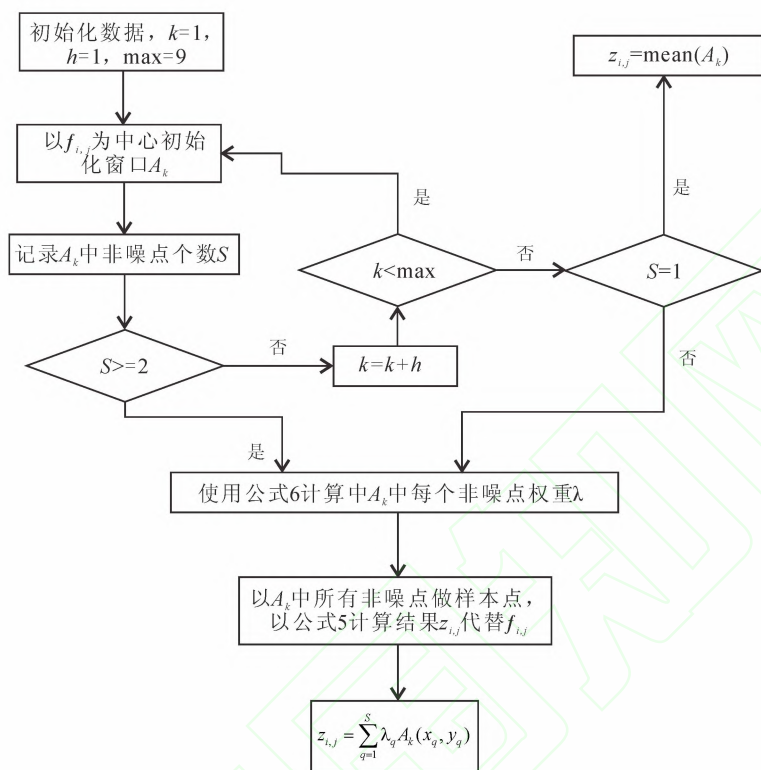 初始化数据，k=1，
h=1，max=9
z_{i,j}=mean(A_k)
以f_{i,j}为中心初始
化窗口A_k
是
是
记录A_k中非噪点个数S
k<max
否
S=1
S>=2
否
k=k+h
否
是
使用公式6计算中A_k中每个非噪点权重λ
以A_k中所有非噪点做样本点，
以公式5计算结果z_{i,j}代替f_{i,j}
z_{i,j} = \sum_{q=1}^{S} λ_q A_k(x_q, y_q)